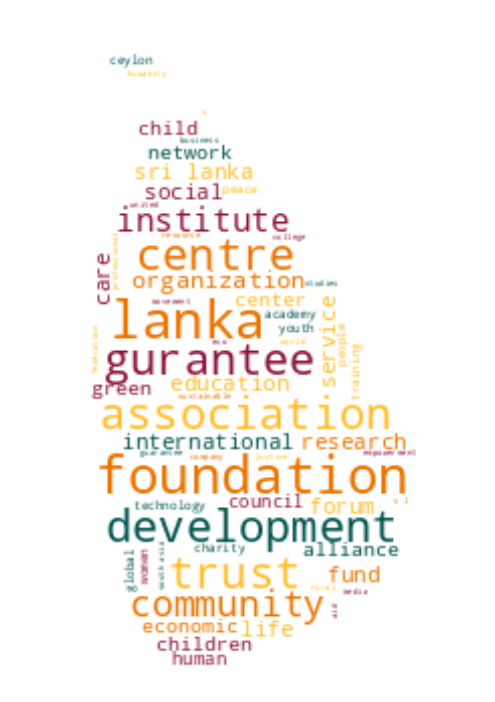 ceylon
humanity
child
business
network
sri lanka
social peace
united
institute
resource college
centre
care professional
organization studies
center
movement
lanka academy
service
youth
people
federation
eco world
gurantee
training
education
green
sustainable
association
international research
guarantee company justice empowerment
foundation
council
technology forum s l
development
charity alliance
global women south asia
trust fund
rural media
community aid
economic life
children
human